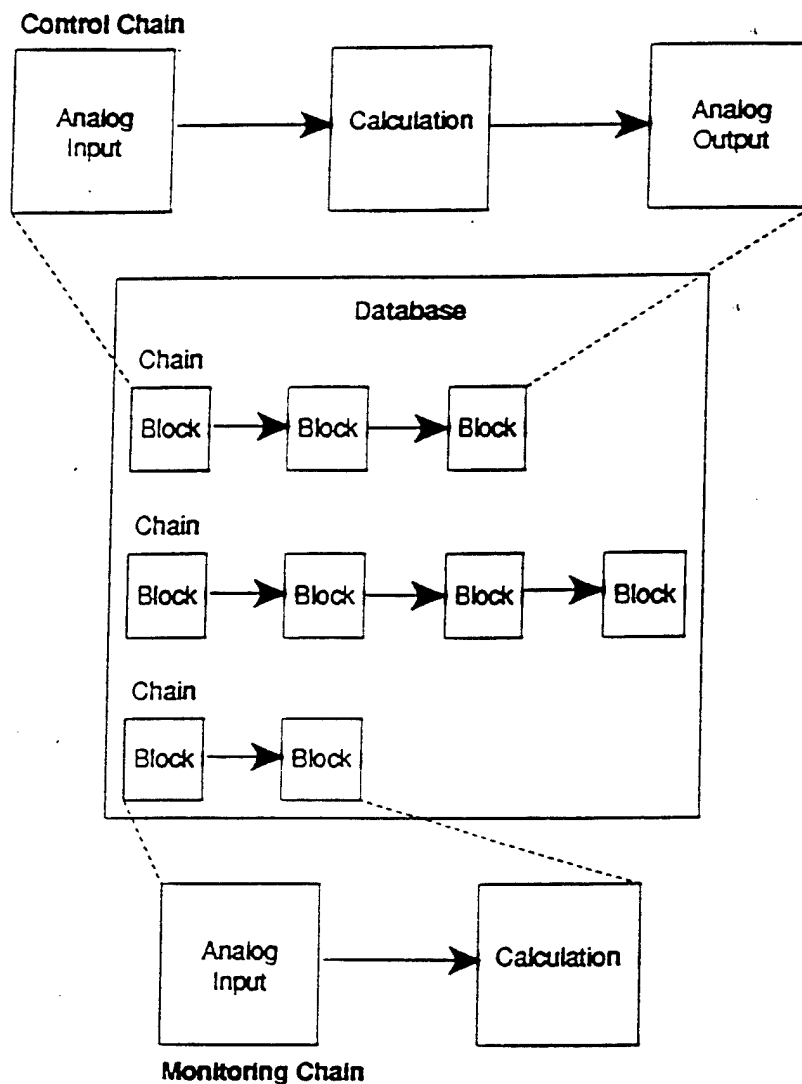 Control Chain
Analog
Input
Calculation
Analog
Output
Database
Chain
Block
Block
Block
Chain
Block
Block
Block
Block
Chain
Block
Block
Analog
Input
Calculation
Monitoring Chain